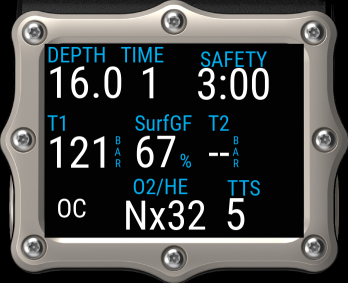 DEPTH TIME SAFETY
16.0 1 3:00
T1 SurfGF T2
121 BAR 67 % -- BAR
O2/HE TTS
OC Nx32 5